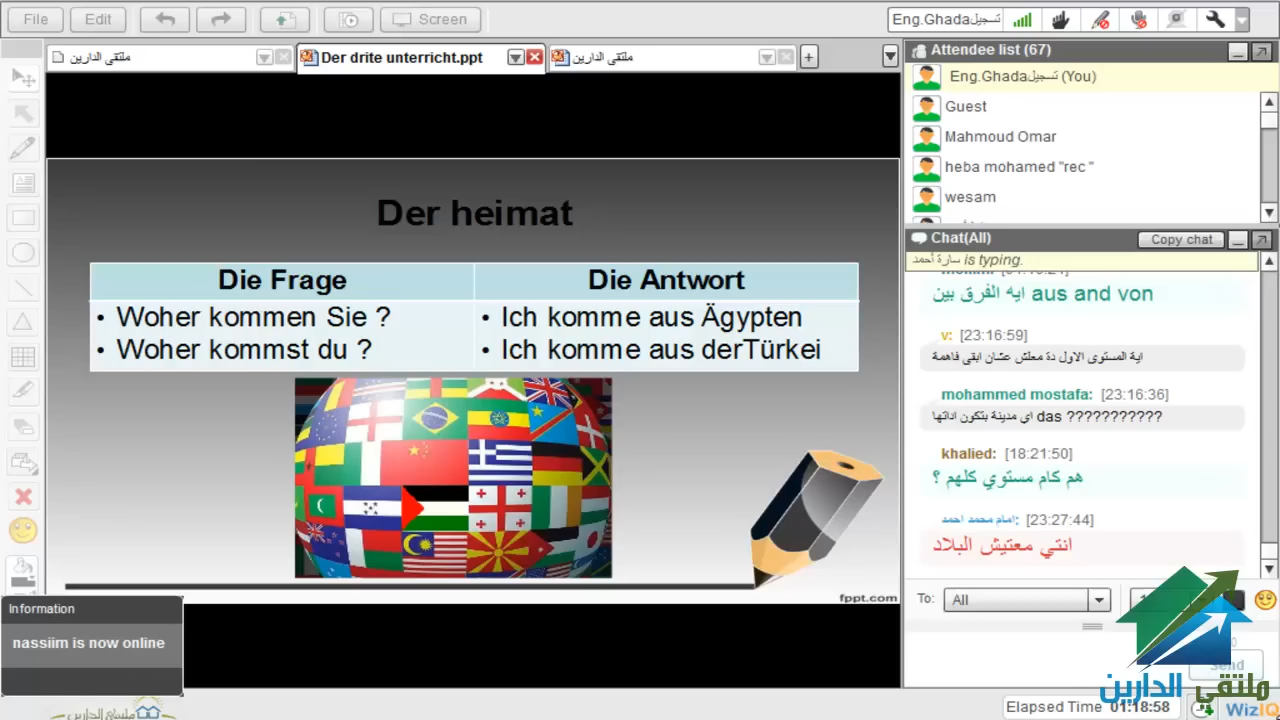 File Edit Screen Eng.Ghadaتسجيل
ملتقى الدارين Der drite unterricht.ppt ملتقي الدارين
Attendee list (67)
Eng.Ghadaتسجيل (You)
Guest
Mahmoud Omar
heba mohamed "rec "
wesam
Der heimat
Die Frage Die Antwort
• Woher kommen Sie ? • Ich komme aus Ägypten
• Woher kommst du ? • Ich komme aus derTürkei
fppt.com
Chat(All) Copy chat
سارة أحمد is typing.
ايه الفرق بين aus and von
v: [23:16:59]
اية المستوى الاول دة معلش عشان ابقى فاهمة
mohammed mostafa: [23:16:36]
اي مدينة بتكون اداتها das ???????????
khalied: [18:21:50]
هم كام مستوي كلهم ؟
امام محمد احمد: [23:27:44]
انتي معتيش البلاد
To: All
Send
Information
nassiim is now online
ملتقى الدارين
ملتقى الدارين
Elapsed Time 01:18:58
WizIQ